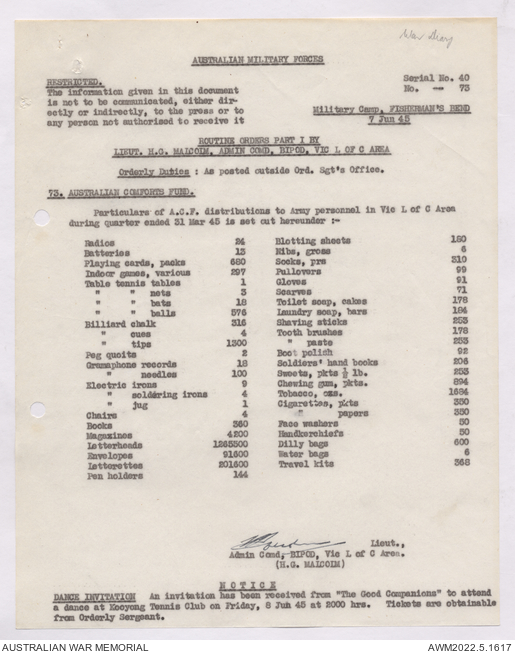 War Diary
AUSTRALIAN MILITARY FORCES
RESTRICTED. Serial No. 40
The information given in this document No. 73
is not to be communicated, either dir-
ectly or indirectly, to the press or to Military Camp, FISHERMAN'S BEND
any person not authorised to receive it 7 Jun 45
ROUTINE ORDERS PART I BY
LIEUT. H.G. MALCOLM, ADMIN COMD, BIPOD, VIC L OF C AREA
Orderly Duties : As posted outside Ord. Sgt's Office.
73. AUSTRALIAN COMFORTS FUND.
Particulars of A.C.F. distributions to Army personnel in Vic L of C Area
during quarter ended 31 Mar 45 is set out hereunder :-
Radios 24
Batteries 13
Playing cards, packs 680
Indoor games, various 297
Table tennis tables 1
" " nets 3
" " bats 18
" " balls 576
Billiard chalk 316
" cues 4
" tips 1300
Peg quoits 2
Gramophone records 18
" needles 100
Electric irons 9
" soldering irons 4
" jug 1
Chairs 4
Books 360
Magazines 4200
Letterheads 1265300
Envelopes 91600
Letterettes 201600
Pen holders 144
Blotting sheets 180
Nibs, gross 6
Socks, prs 310
Pullovers 99
Gloves 91
Scarves 71
Toilet soap, cakes 178
Laundry soap, bars 184
Shaving sticks 253
Tooth brushes 178
" paste 253
Boot polish 92
Soldiers' hand books 206
Sweets, pkts ½ lb. 253
Chewing gum, pkts. 894
Tobacco, ozs. 1684
Cigarettes, pkts 350
" papers 350
Face washers 50
Handkerchiefs 50
Dilly bags 600
Water bags 6
Travel kits 368
Lieut.,
Admin Comd, BIPOD, Vic L of C Area.
(H.G. MALCOLM)
NOTICE
DANCE INVITATION An invitation has been received from "The Good Companions" to attend
a dance at Kooyong Tennis Club on Friday, 8 Jun 45 at 2000 hrs. Tickets are obtainable
from Orderly Sergeant.
AUSTRALIAN WAR MEMORIAL AWM2022.5.1617